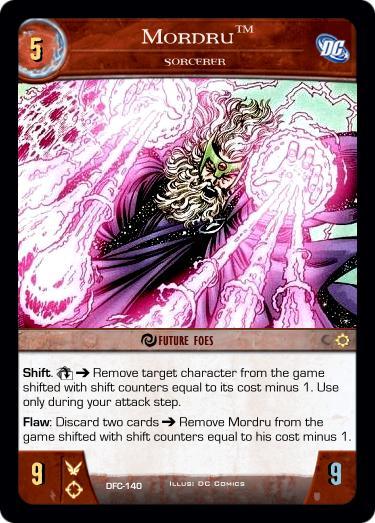 5
MORDRU™
SORCERER
DC
FUTURE FOES
Shift. ➔ Remove target character from the game
shifted with shift counters equal to its cost minus 1. Use
only during your attack step.
Flaw: Discard two cards ➔ Remove Mordru from the
game shifted with shift counters equal to his cost minus 1.
9
DFC-140
ILLUS: DC COMICS
9